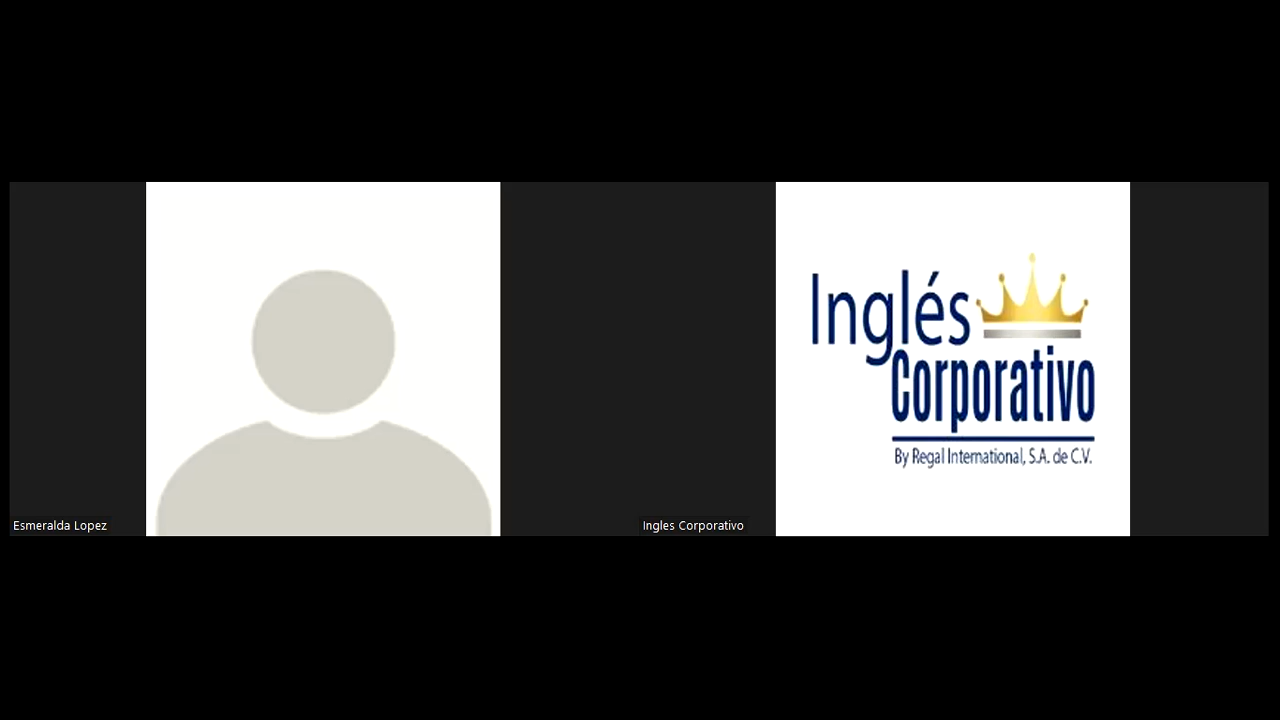 Esmeralda Lopez
Inglés
Corporativo
By Regal International, S.A. de C.V.
Ingles Corporativo